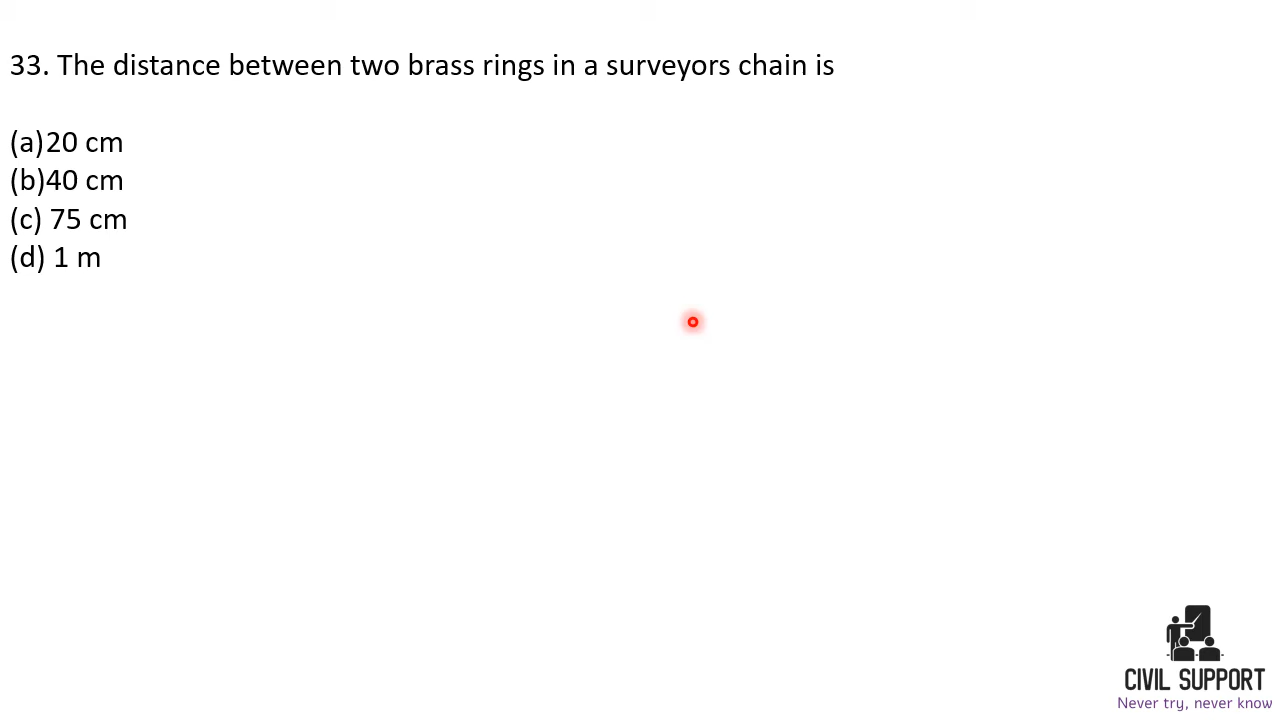 33. The distance between two brass rings in a surveyors chain is
(a)20 cm
(b)40 cm
(c) 75 cm
(d) 1 m
CIVIL SUPPORT
Never try, never know